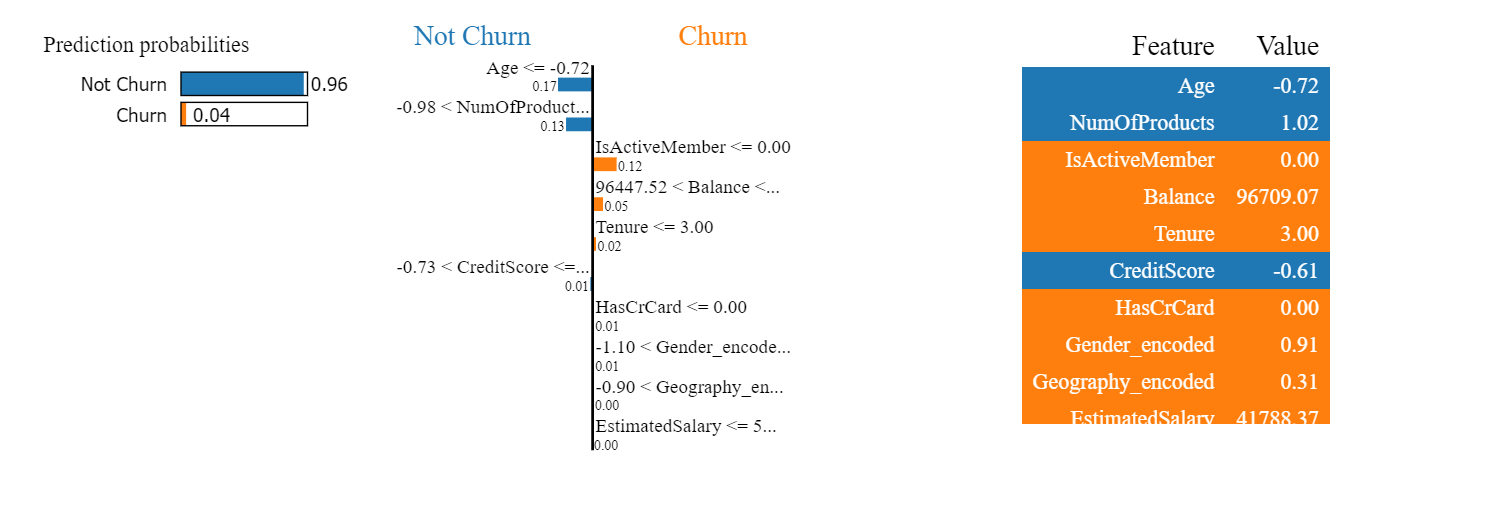 Prediction probabilities
Not Churn 0.96
Churn 0.04
Not Churn Churn
Age <= -0.72
0.17
-0.98 < NumOfProduct...
0.13
IsActiveMember <= 0.00
0.12
96447.52 < Balance <...
0.05
Tenure <= 3.00
0.02
-0.73 < CreditScore <=...
0.01
HasCrCard <= 0.00
0.01
-1.10 < Gender_encode...
0.01
-0.90 < Geography_en...
0.00
EstimatedSalary <= 5...
0.00
Feature Value
Age -0.72
NumOfProducts 1.02
IsActiveMember 0.00
Balance 96709.07
Tenure 3.00
CreditScore -0.61
HasCrCard 0.00
Gender_encoded 0.91
Geography_encoded 0.31
EstimatedSalary 41788.37